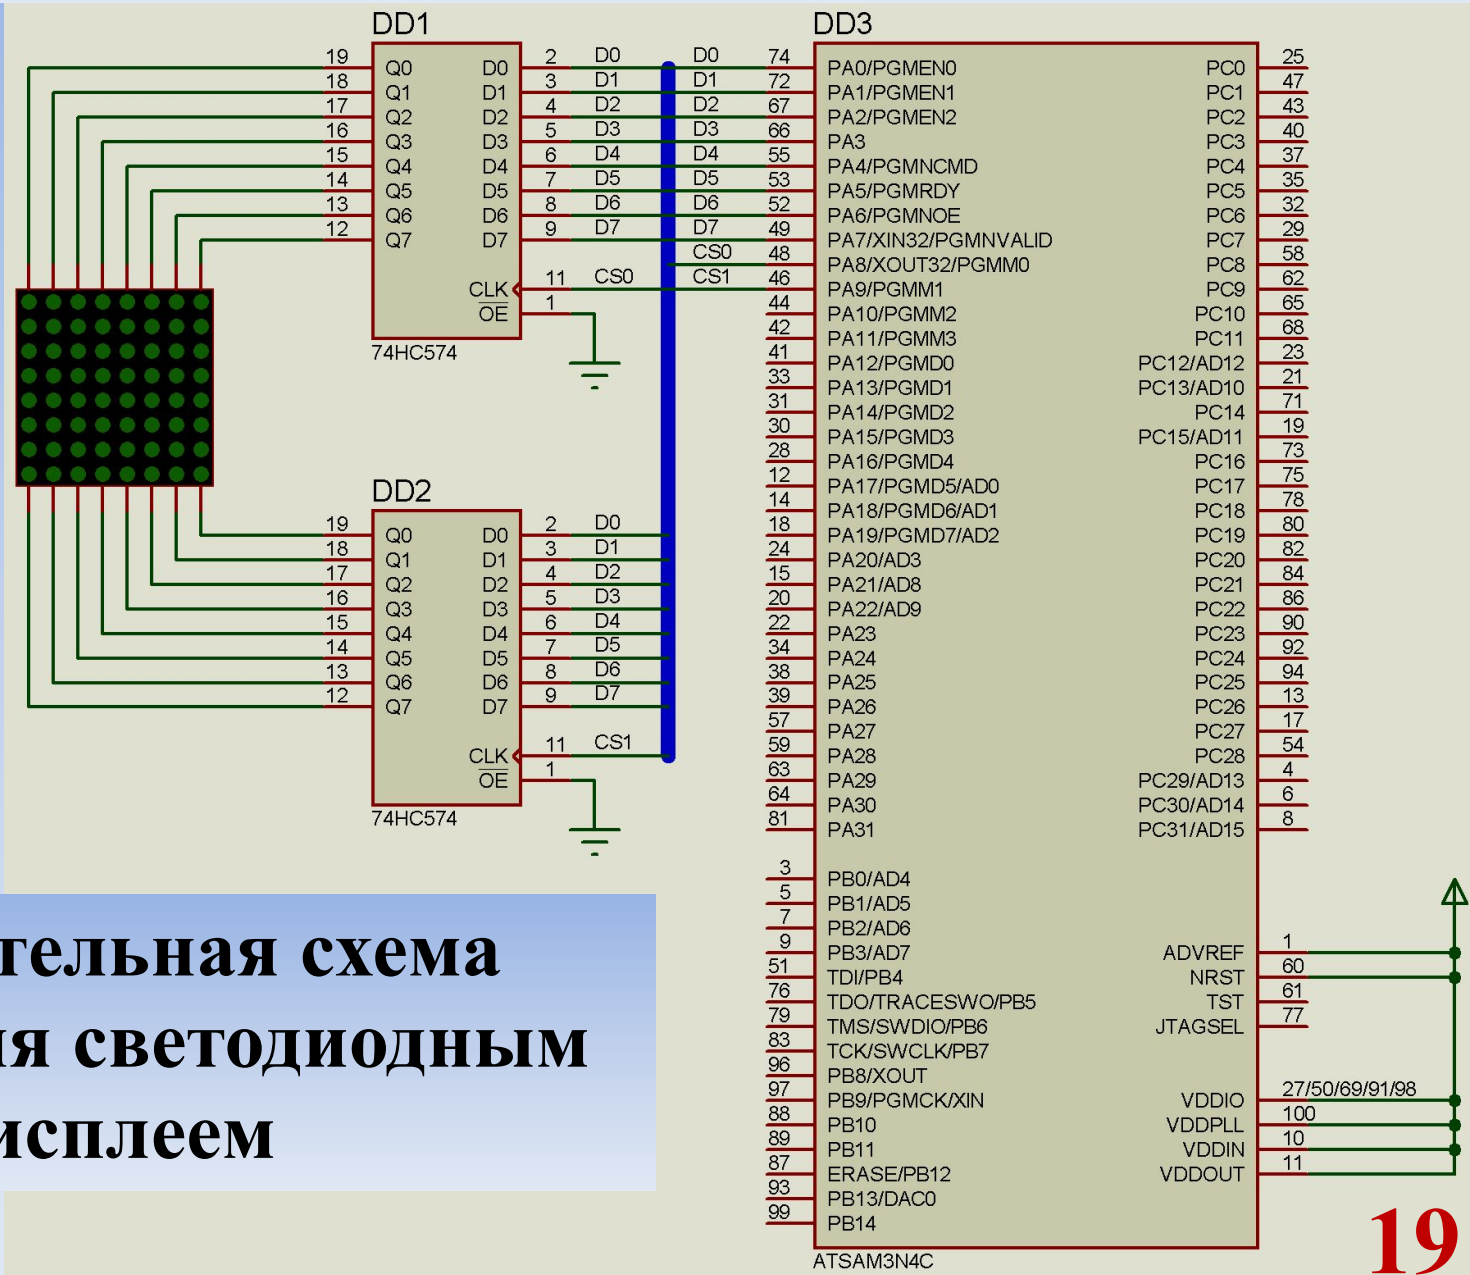 DD1
19 Q0 D0 2 D0
18 Q1 D1 3 D1
17 Q2 D2 4 D2
16 Q3 D3 5 D3
15 Q4 D4 6 D4
14 Q5 D5 7 D5
13 Q6 D6 8 D6
12 Q7 D7 9 D7
CLK 11 CS0
OE 1
74HC574
DD2
19 Q0 D0 2 D0
18 Q1 D1 3 D1
17 Q2 D2 4 D2
16 Q3 D3 5 D3
15 Q4 D4 6 D4
14 Q5 D5 7 D5
13 Q6 D6 8 D6
12 Q7 D7 9 D7
CLK 11 CS1
OE 1
74HC574
DD3
D0 74 PA0/PGMEN0 PC0 25
D1 72 PA1/PGMEN1 PC1 47
D2 67 PA2/PGMEN2 PC2 43
D3 66 PA3 PC3 40
D4 55 PA4/PGMNCMD PC4 37
D5 53 PA5/PGMRDY PC5 35
D6 52 PA6/PGMNOE PC6 32
D7 49 PA7/XIN32/PGMNVALID PC7 29
CS0 48 PA8/XOUT32/PGMM0 PC8 58
CS1 46 PA9/PGMM1 PC9 62
44 PA10/PGMM2 PC10 65
42 PA11/PGMM3 PC11 68
41 PA12/PGMD0 PC12/AD12 23
33 PA13/PGMD1 PC13/AD10 21
31 PA14/PGMD2 PC14 71
30 PA15/PGMD3 PC15/AD11 19
28 PA16/PGMD4 PC16 73
12 PA17/PGMD5/AD0 PC17 75
14 PA18/PGMD6/AD1 PC18 78
18 PA19/PGMD7/AD2 PC19 80
24 PA20/AD3 PC20 82
15 PA21/AD8 PC21 84
20 PA22/AD9 PC22 86
22 PA23 PC23 90
34 PA24 PC24 92
38 PA25 PC25 94
39 PA26 PC26 13
57 PA27 PC27 17
59 PA28 PC28 54
63 PA29 PC29/AD13 4
64 PA30 PC30/AD14 6
81 PA31 PC31/AD15 8
3 PB0/AD4
5 PB1/AD5
7 PB2/AD6
9 PB3/AD7 ADVREF 1
51 TDI/PB4 NRST 60
76 TDO/TRACESWO/PB5 TST 61
79 TMS/SWDIO/PB6 JTAGSEL 77
83 TCK/SWCLK/PB7
96 PB8/XOUT
97 PB9/PGMCK/XIN VDDIO 27/50/69/91/98
88 PB10 VDDPLL 100
89 PB11 VDDIN 10
87 ERASE/PB12 VDDOUT 11
93 PB13/DAC0
99 PB14
ATSAM3N4C
тельная схема
ия светодиодным
исплеем
19